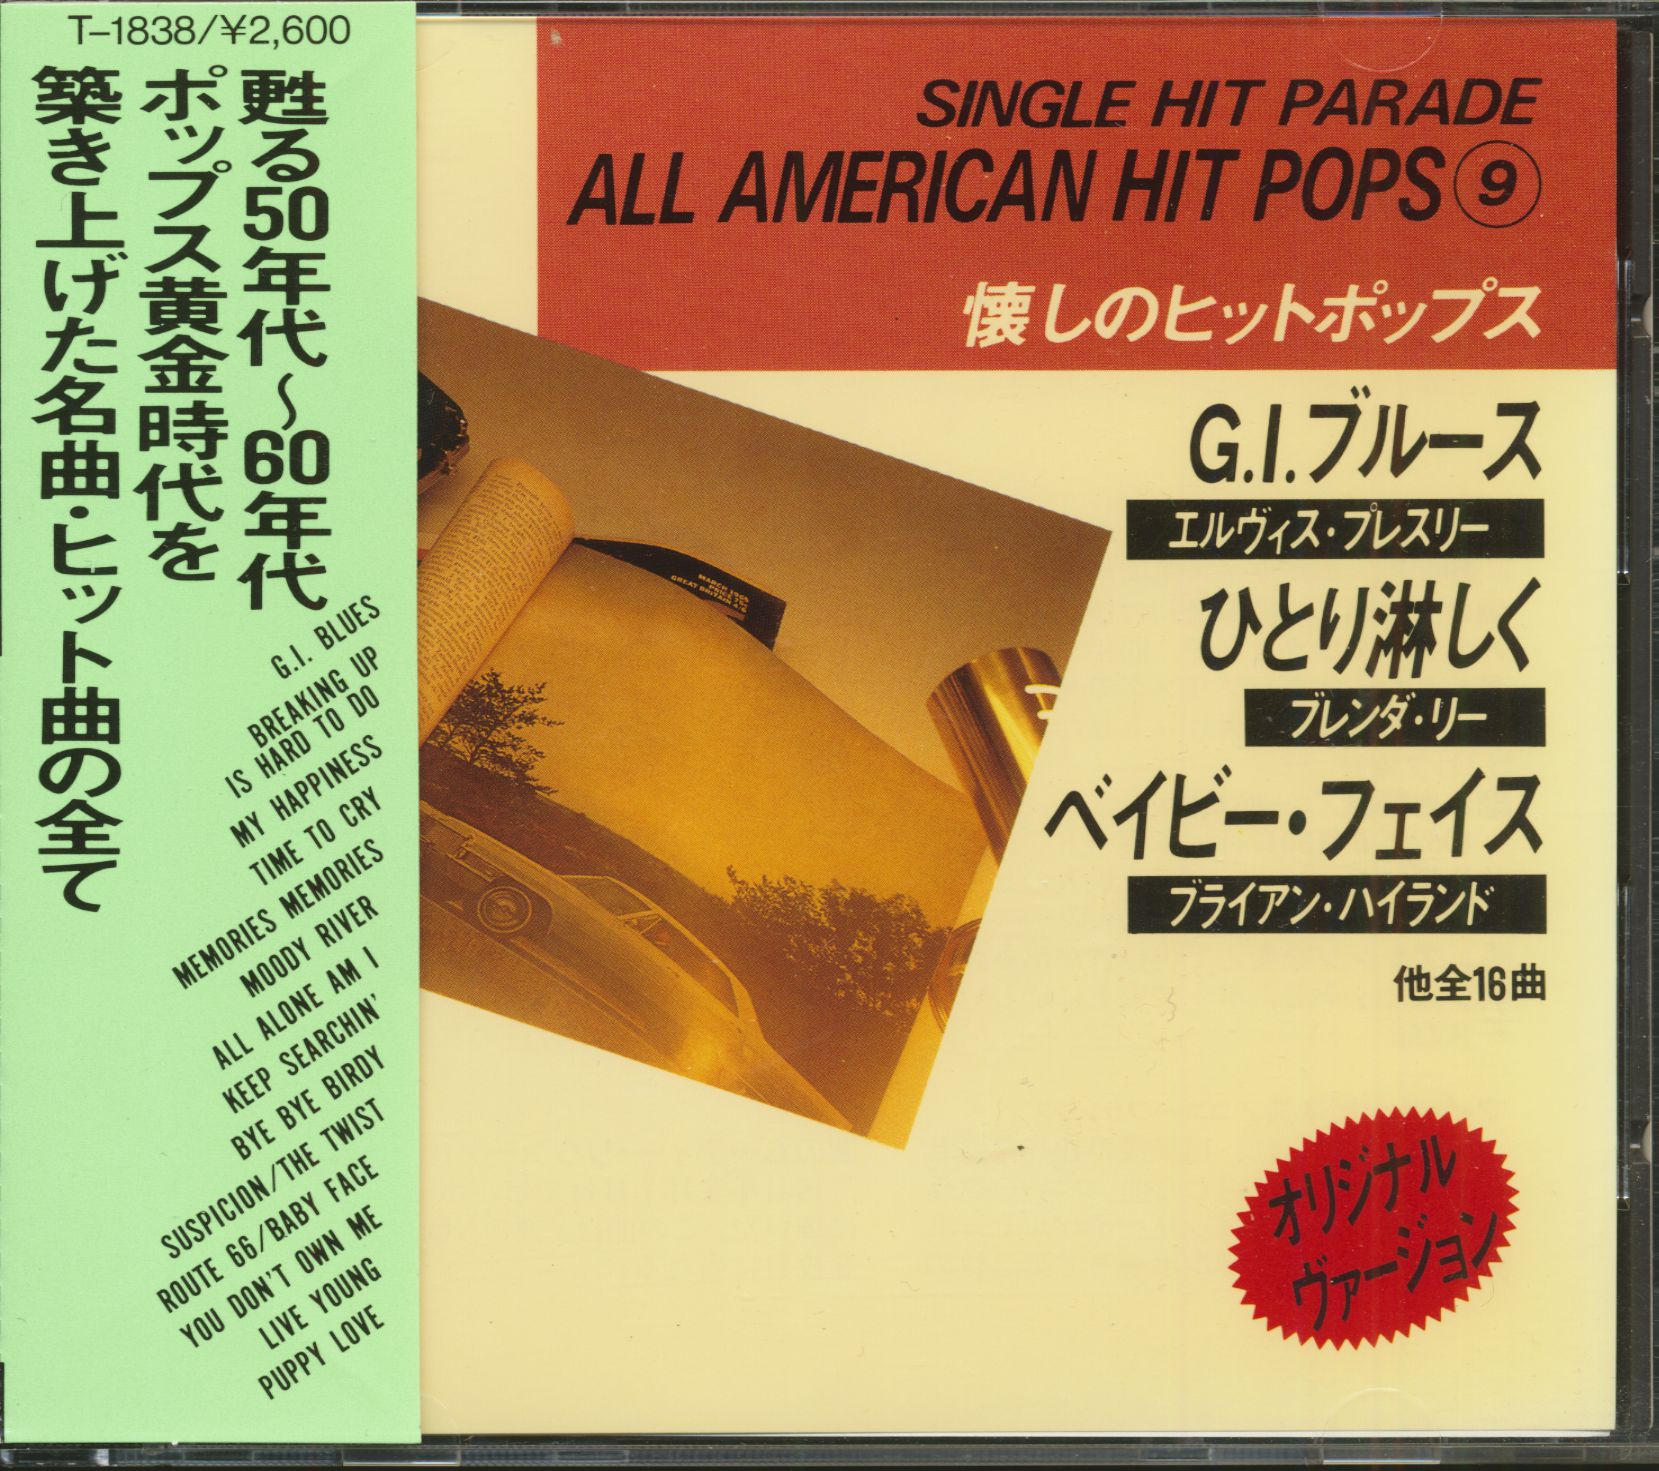 T-1838/¥2,600
甦る50年代〜60年代
ポップス黄金時代を
築き上げた名曲・ヒット曲の全て
G.I. BLUES
BREAKING UP
IS HARD TO DO
MY HAPPINESS
TIME TO CRY
MEMORIES MEMORIES
MOODY RIVER
ALL ALONE AM I
KEEP SEARCHIN'
BYE BYE BIRDY
SUSPICION/THE TWIST
ROUTE 66/BABY FACE
YOU DON'T OWN ME
LIVE YOUNG
PUPPY LOVE
SINGLE HIT PARADE
ALL AMERICAN HIT POPS⑨
懐しのヒットポップス
G.I.ブルース
エルヴィス・プレスリー
ひとり淋しく
ブレンダ・リー
ベイビー・フェイス
ブライアン・ハイランド
他全16曲
MARCH 1965
GREAT BRITAIN 4/6
オリジナル
ヴァージョン